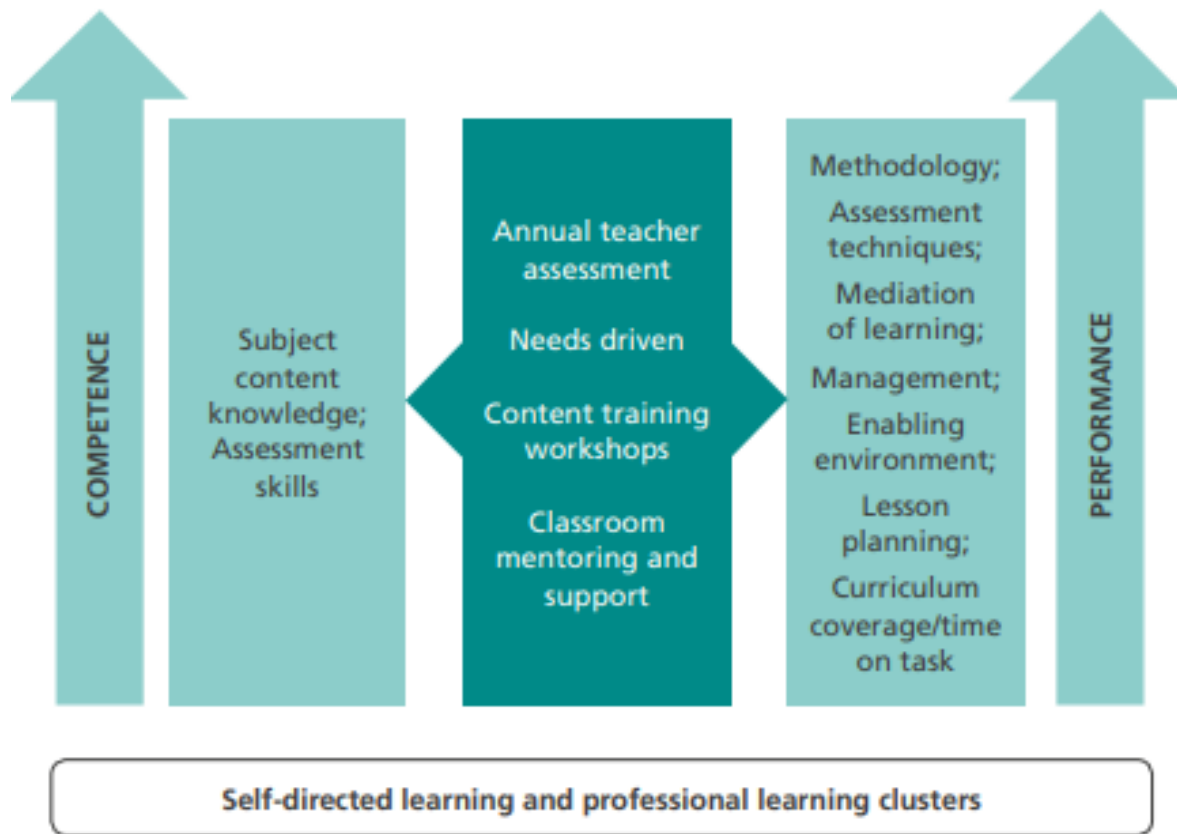 COMPETENCE
Subject
content
knowledge;
Assessment
skills
Annual teacher
assessment
Needs driven
Content training
workshops
Classroom
mentoring and
support
Methodology;
Assessment
techniques;
Mediation
of learning;
Management;
Enabling
environment;
Lesson
planning;
Curriculum
coverage/time
on task
PERFORMANCE
Self-directed learning and professional learning clusters